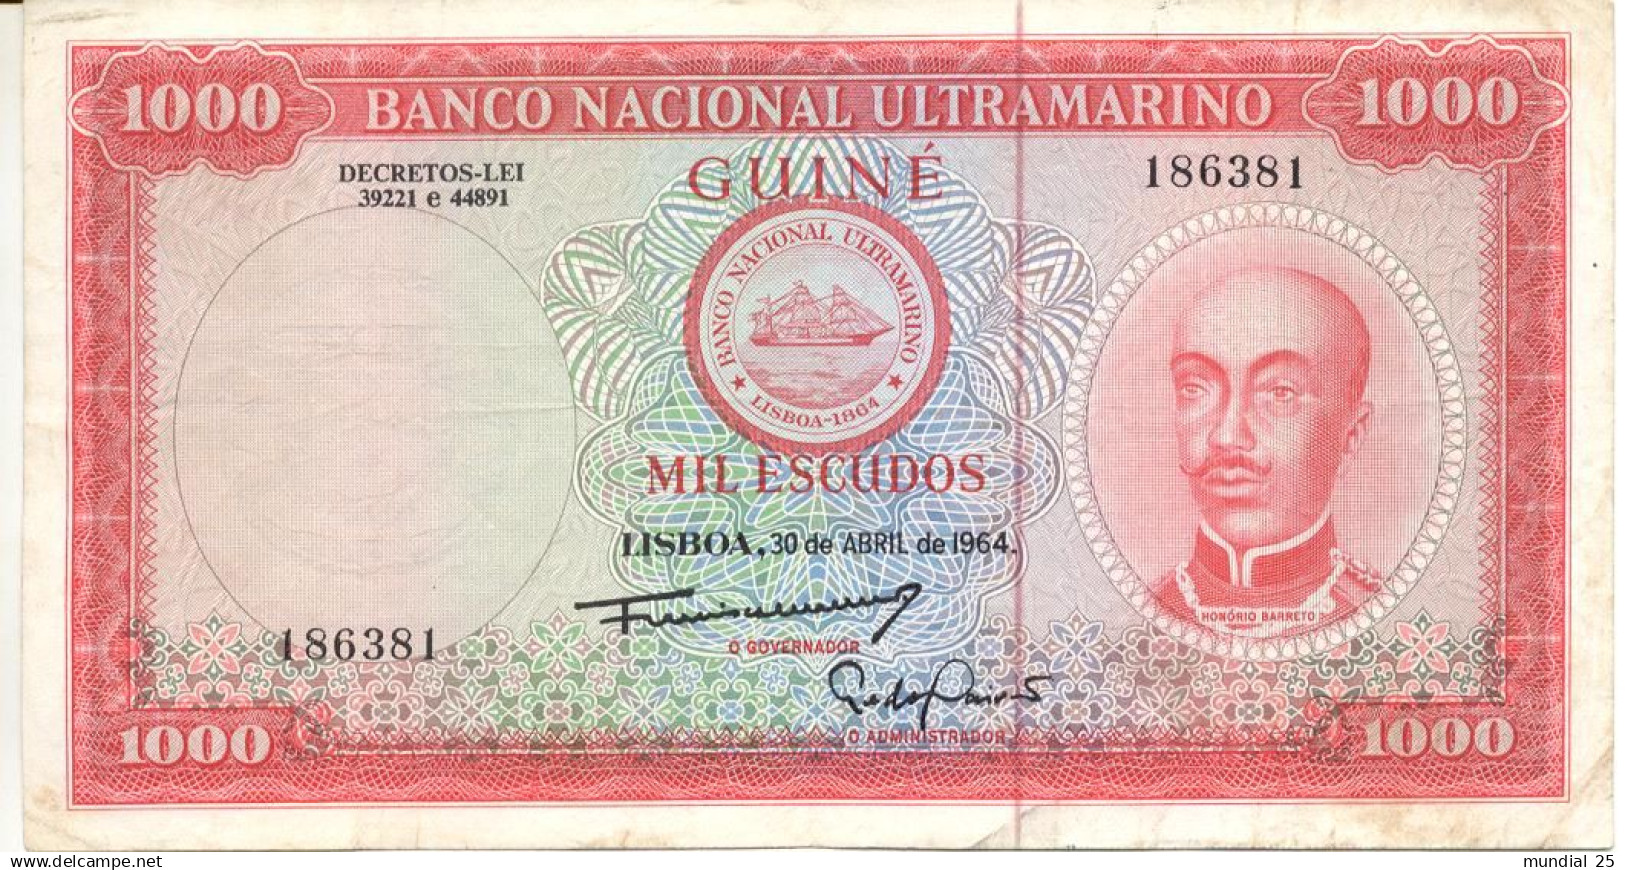 1000 BANCO NACIONAL ULTRAMARINO 1000
DECRETOS-LEI
39221 e 44891
GUINÉ
186381
BANCO NACIONAL ULTRAMARINO
★ LISBOA-1864 ★
MIL ESCUDOS
LISBOA, 30 de ABRIL de 1964.
HONÓRIO BARRETO
186381
O GOVERNADOR
O ADMINISTRADOR
1000 1000
www.delcampe.net
mundial 25